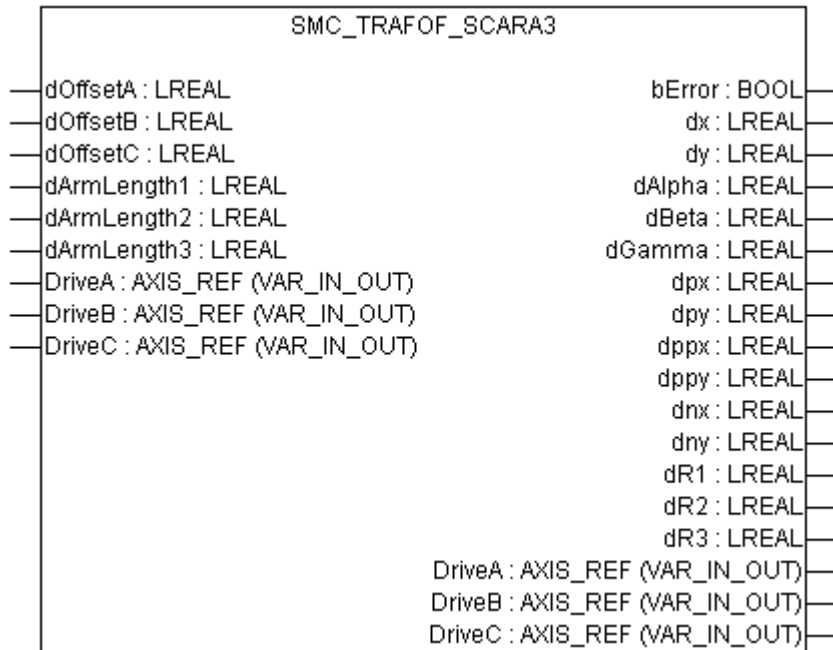 SMC_TRAFOF_SCARA3
dOffsetA : LREAL bError : BOOL
dOffsetB : LREAL dx : LREAL
dOffsetC : LREAL dy : LREAL
dArmLength1 : LREAL dAlpha : LREAL
dArmLength2 : LREAL dBeta : LREAL
dArmLength3 : LREAL dGamma : LREAL
DriveA : AXIS_REF (VAR_IN_OUT) dpx : LREAL
DriveB : AXIS_REF (VAR_IN_OUT) dpy : LREAL
DriveC : AXIS_REF (VAR_IN_OUT) dppx : LREAL
dppy : LREAL
dnx : LREAL
dny : LREAL
dR1 : LREAL
dR2 : LREAL
dR3 : LREAL
DriveA : AXIS_REF (VAR_IN_OUT)
DriveB : AXIS_REF (VAR_IN_OUT)
DriveC : AXIS_REF (VAR_IN_OUT)